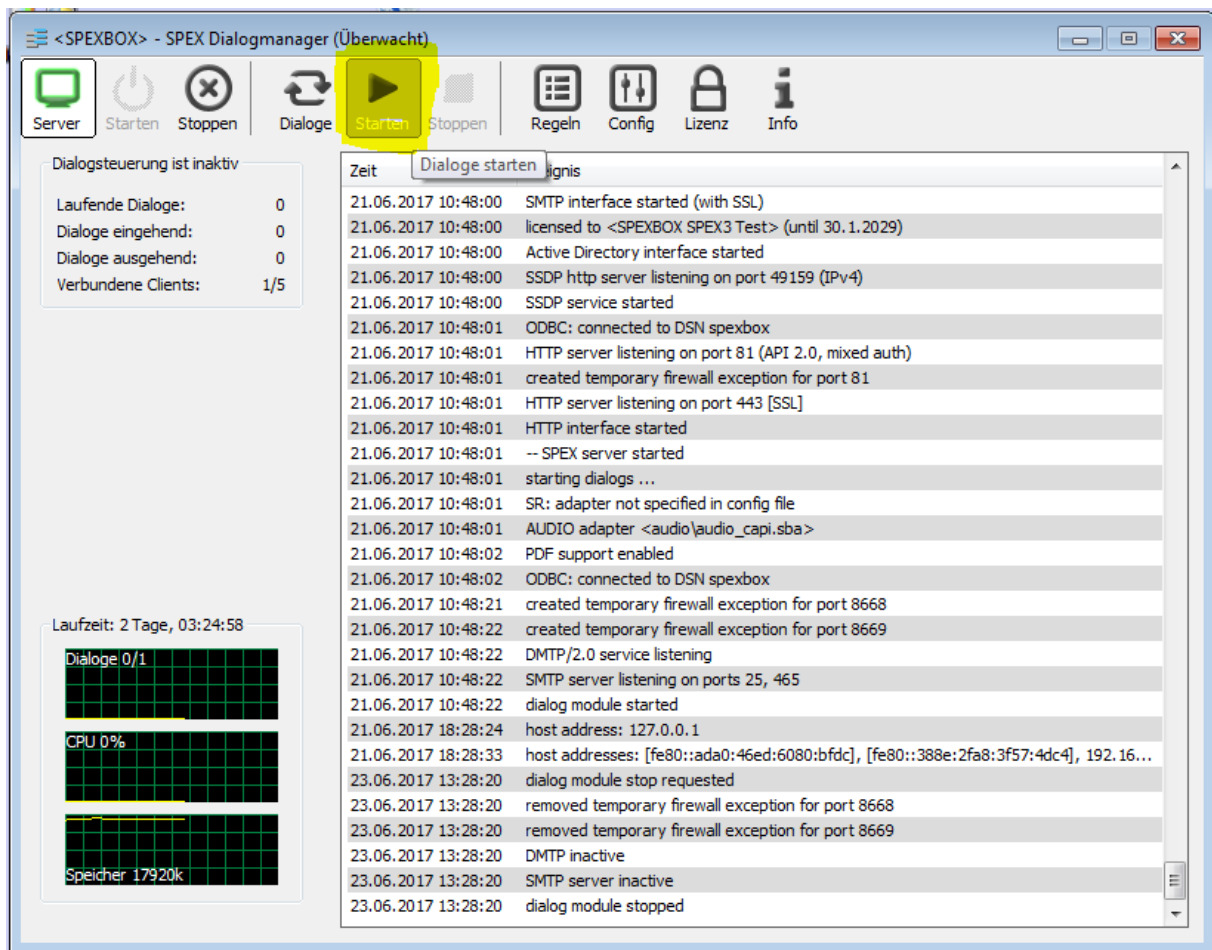 <SPEXBOX> - SPEX Dialogmanager (Überwacht)
Server Starten Stoppen Dialoge Starten Stoppen Regeln Config Lizenz Info
Dialoge starten
Dialogsteuerung ist inaktiv
Laufende Dialoge: 0
Dialoge eingehend: 0
Dialoge ausgehend: 0
Verbundene Clients: 1/5
Zeit
21.06.2017 10:48:00 SMTP interface started (with SSL)
21.06.2017 10:48:00 licensed to <SPEXBOX SPEX3 Test> (until 30.1.2029)
21.06.2017 10:48:00 Active Directory interface started
21.06.2017 10:48:00 SSDP http server listening on port 49159 (IPv4)
21.06.2017 10:48:00 SSDP service started
21.06.2017 10:48:01 ODBC: connected to DSN spexbox
21.06.2017 10:48:01 HTTP server listening on port 81 (API 2.0, mixed auth)
21.06.2017 10:48:01 created temporary firewall exception for port 81
21.06.2017 10:48:01 HTTP server listening on port 443 [SSL]
21.06.2017 10:48:01 HTTP interface started
21.06.2017 10:48:01 -- SPEX server started
21.06.2017 10:48:01 starting dialogs ...
21.06.2017 10:48:01 SR: adapter not specified in config file
21.06.2017 10:48:01 AUDIO adapter <audio\audio_capi.sba>
21.06.2017 10:48:02 PDF support enabled
21.06.2017 10:48:02 ODBC: connected to DSN spexbox
21.06.2017 10:48:21 created temporary firewall exception for port 8668
21.06.2017 10:48:22 created temporary firewall exception for port 8669
21.06.2017 10:48:22 DMTP/2.0 service listening
21.06.2017 10:48:22 SMTP server listening on ports 25, 465
21.06.2017 10:48:22 dialog module started
21.06.2017 18:28:24 host address: 127.0.0.1
21.06.2017 18:28:33 host addresses: [fe80::ada0:46ed:6080:bfdc], [fe80::388e:2fa8:3f57:4dc4], 192.16...
23.06.2017 13:28:20 dialog module stop requested
23.06.2017 13:28:20 removed temporary firewall exception for port 8668
23.06.2017 13:28:20 removed temporary firewall exception for port 8669
23.06.2017 13:28:20 DMTP inactive
23.06.2017 13:28:20 SMTP server inactive
23.06.2017 13:28:20 dialog module stopped
Laufzeit: 2 Tage, 03:24:58
Dialoge 0/1
CPU 0%
Speicher 17920k